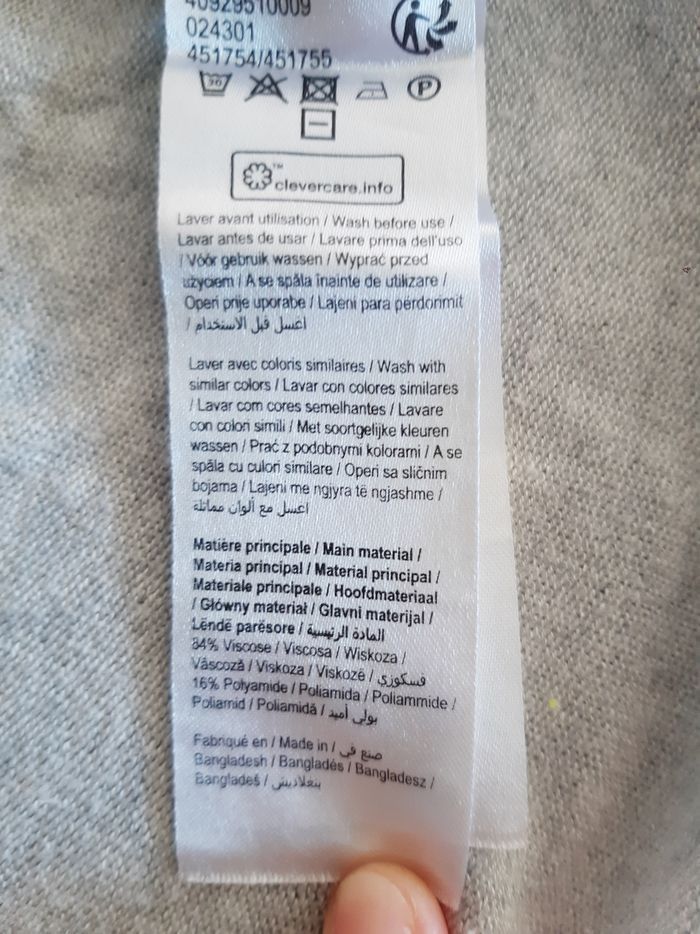 40929510009
024301
451754/451755
P
clevercare.info
Laver avant utilisation / Wash before use /
Lavar antes de usar / Lavare prima dell'uso
/ Vóór gebruik wassen / Wyprać przed
użyciem / A se spăla înainte de utilizare /
Operi prije uporabe / Lajeni para përdorimit
/ اغسل قبل الاستخدام
Laver avec coloris similaires / Wash with
similar colors / Lavar con colores similares
/ Lavar com cores semelhantes / Lavare
con colori simili / Met soortgelijke kleuren
wassen / Prać z podobnymi kolorami / A se
spăla cu culori similare / Operi sa sličnim
bojama / Lajeni me ngjyra të ngjashme /
اغسل مع ألوان مماثلة
Matière principale / Main material /
Materia principal / Material principal /
Materiale principale / Hoofdmateriaal
/ Główny materiał / Glavni materijal /
Lëndë parësore / المادة الرئيسية
84% Viscose / Viscosa / Wiskoza /
Vâscoză / Viskoza / Viskozë / فسكوزي
16% Polyamide / Poliamida / Poliammide /
Poliamid / Poliamidă / بولي أميد
Fabriqué en / Made in / صنع في
Bangladesh / Bangladés / Bangladesz /
Bangladeš / بنغلاديش